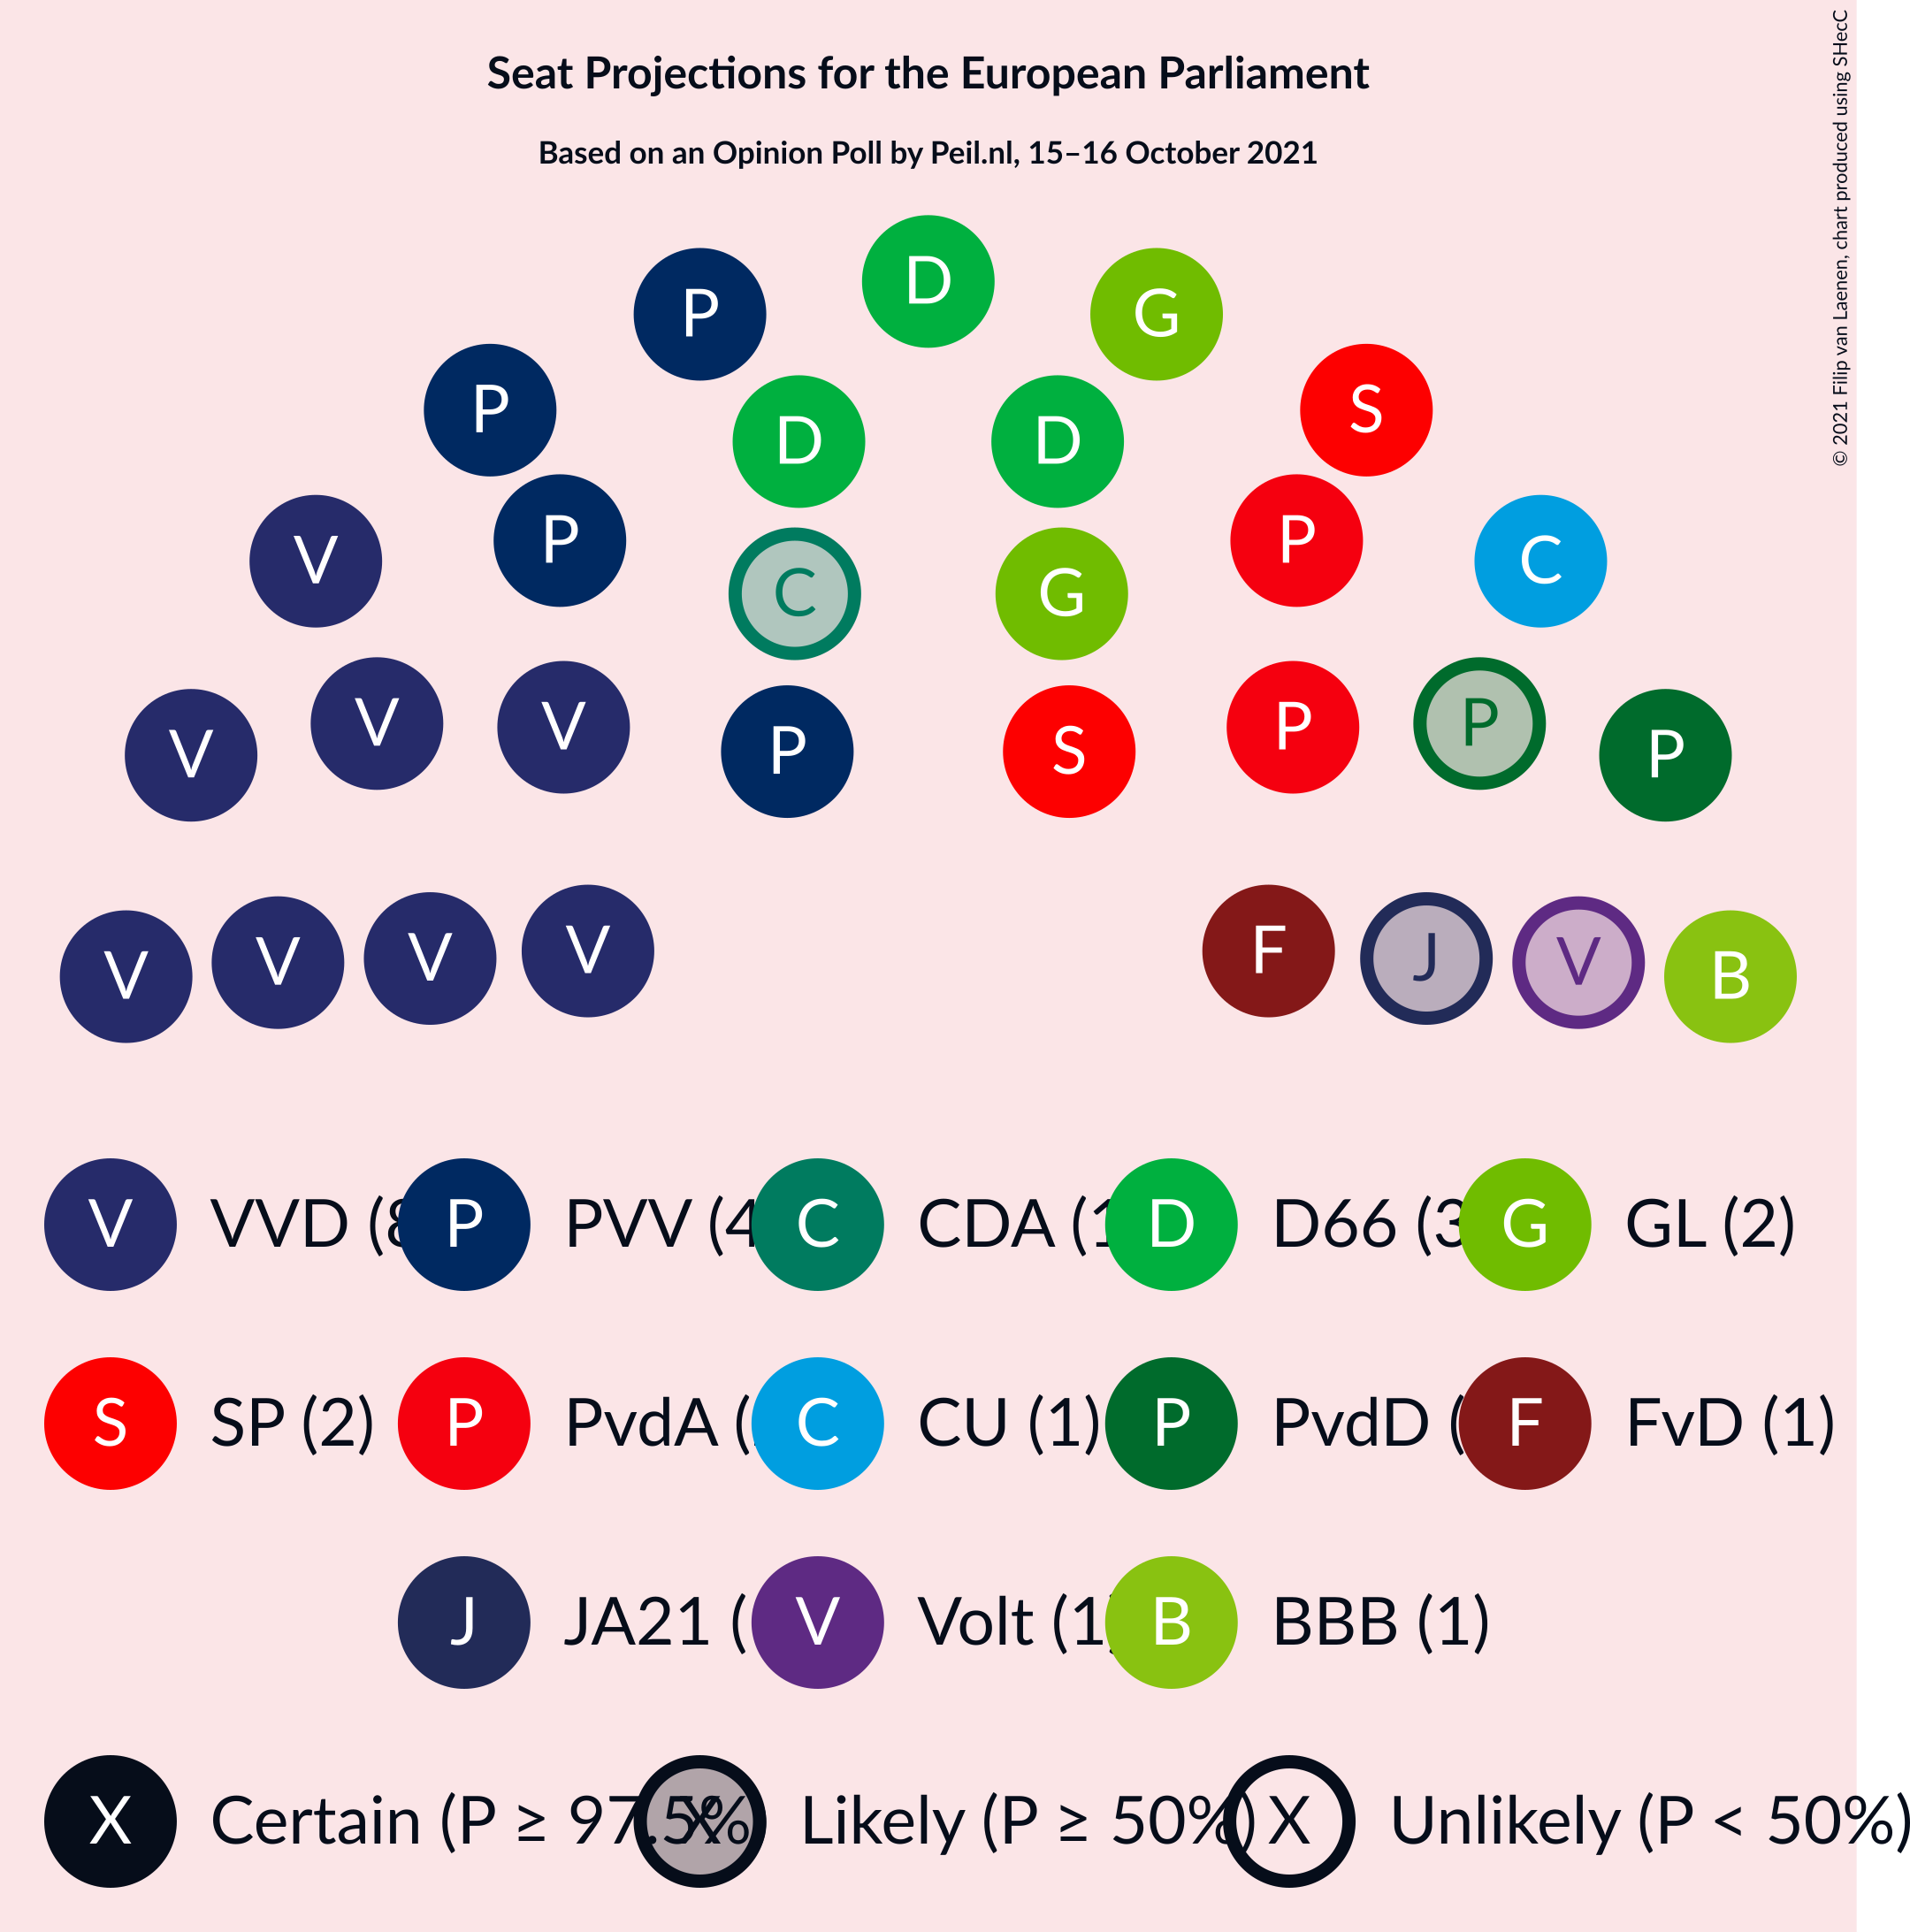 Seat Projections for the European Parliament
Based on an Opinion Poll by Peil.nl, 15–16 October 2021
© 2021 Filip van Laenen, chart produced using SHecC
D
P G
P S
D D
P P
V C
C G
V V P P
P S
V P
F
V V V V J V B
V VVD (8 P PVV (4 C CDA (1 D D66 (3 G GL (2)
S SP (2) P PvdA ( C CU (1) P PvdD ( F FvD (1)
J JA21 ( V Volt (1) B BBB (1)
X Certain (P ≥ 97.5% X Likely (P ≥ 50%) X Unlikely (P < 50%)